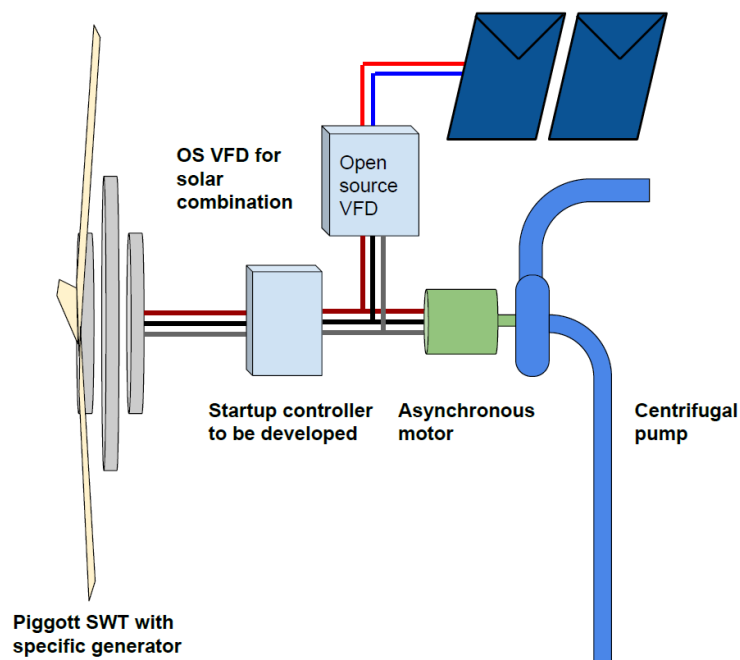 OS VFD for
solar
combination
Open
source
VFD
Startup controller
to be developed
Asynchronous
motor
Centrifugal
pump
Piggott SWT with
specific generator